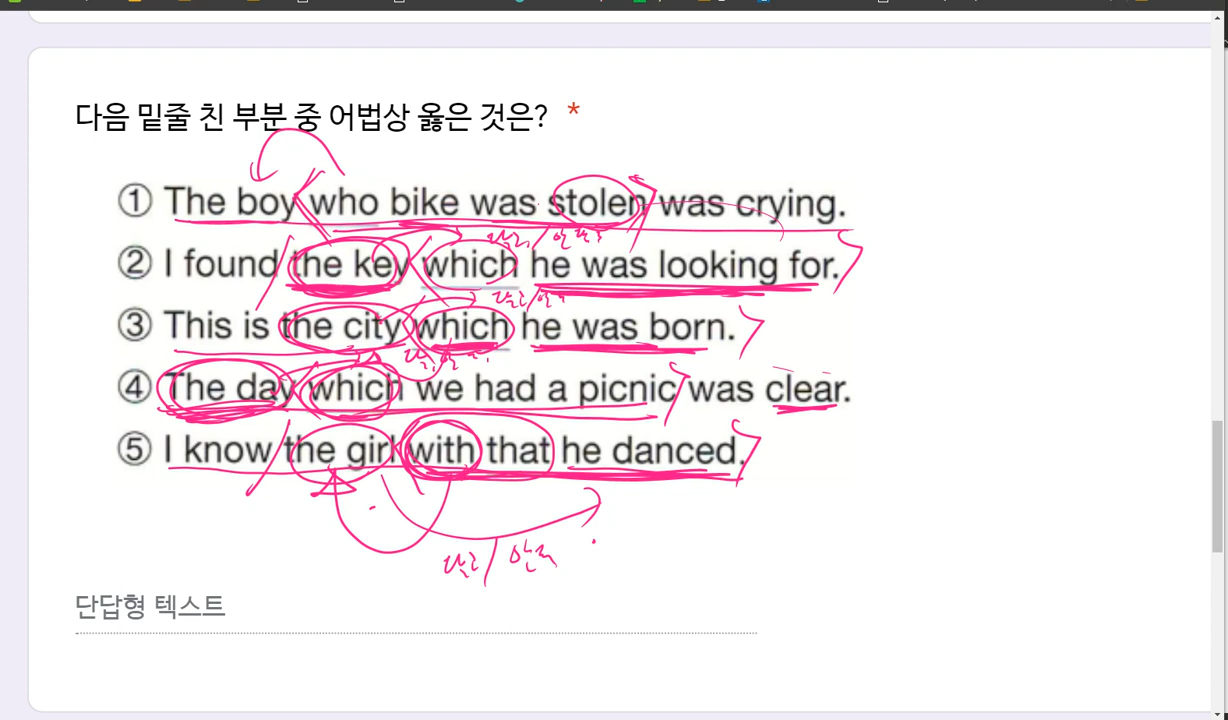 다음 밑줄 친 부분 중 어법상 옳은 것은? *
① The boy who bike was stolen was crying.
② I found the key which he was looking for.
③ This is the city which he was born.
④ The day which we had a picnic was clear.
⑤ I know the girl with that he danced.
단답형 텍스트